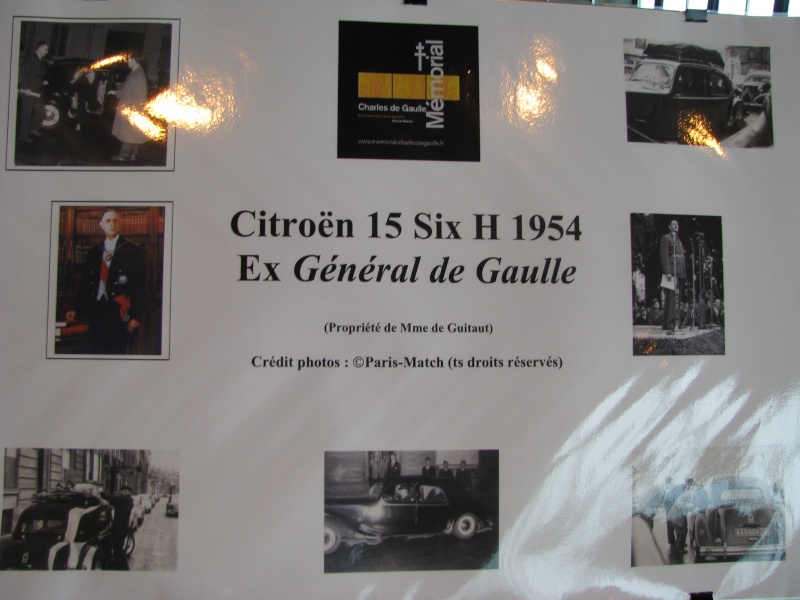 Mémorial
Charles de Gaulle
www.memorial-charlesdegaulle.fr
Citroën 15 Six H 1954
Ex Général de Gaulle
(Propriété de Mme de Guitaut)
Crédit photos : ©Paris-Match (ts droits réservés)